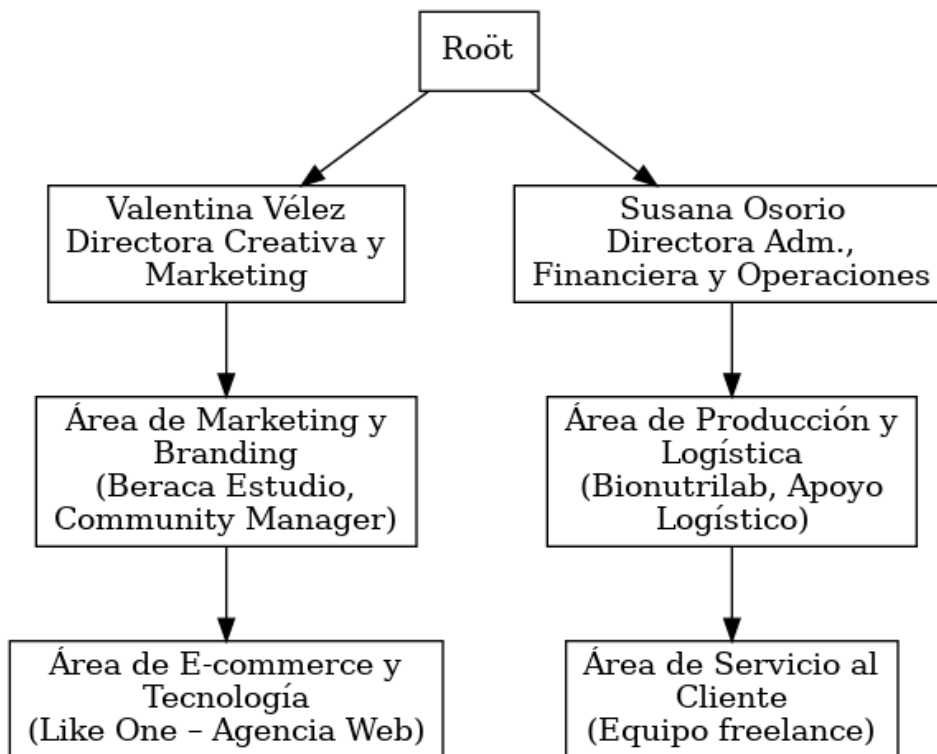 Roöt
Valentina Vélez
Directora Creativa y
Marketing
Susana Osorio
Directora Adm.,
Financiera y Operaciones
Área de Marketing y
Branding
(Beraca Estudio,
Community Manager)
Área de Producción y
Logística
(Bionutrilab, Apoyo
Logístico)
Área de E-commerce y
Tecnología
(Like One – Agencia Web)
Área de Servicio al
Cliente
(Equipo freelance)